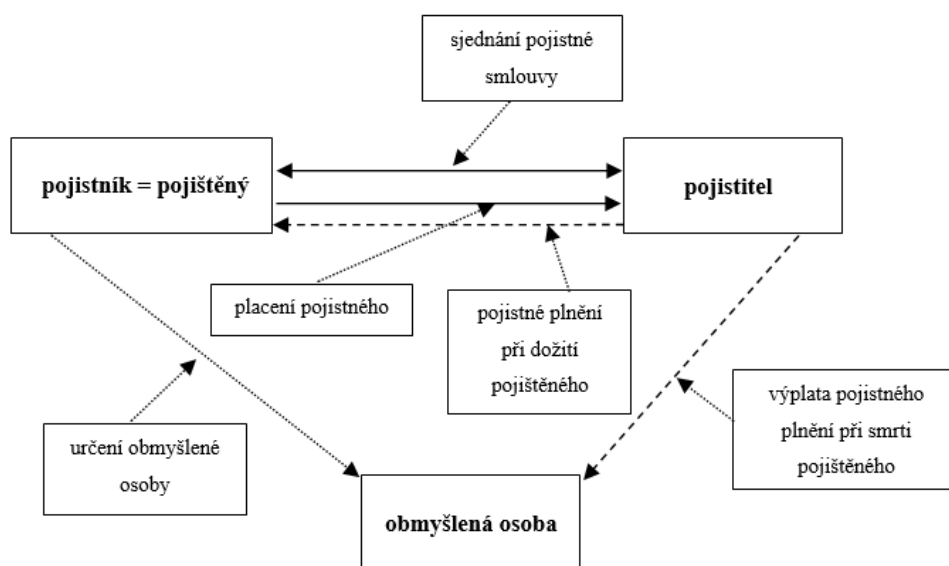 sjednání pojistné
smlouvy
pojistník = pojištěný
pojistitel
placení pojistného
pojistné plnění
při dožití
pojištěného
výplata pojistného
plnění při smrti
pojištěného
určení obmyšlené
osoby
obmyšlená osoba